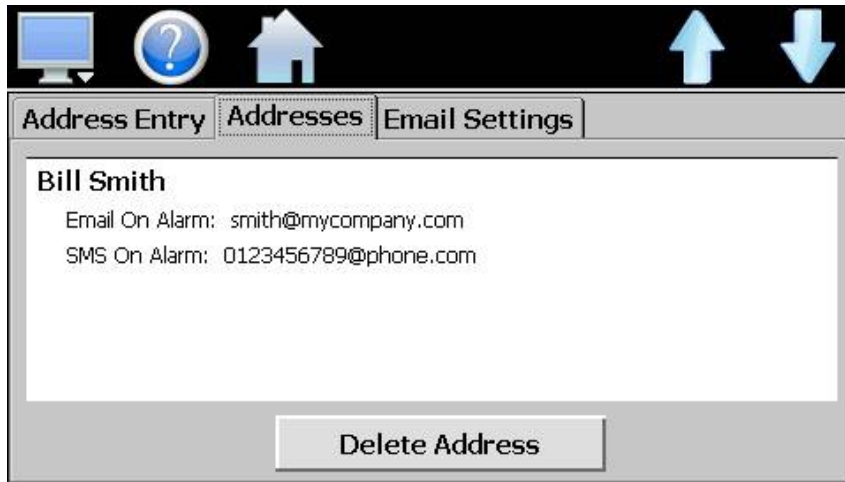 Address Entry Addresses Email Settings
Bill Smith
Email On Alarm: smith@mycompany.com
SMS On Alarm: 0123456789@phone.com
Delete Address